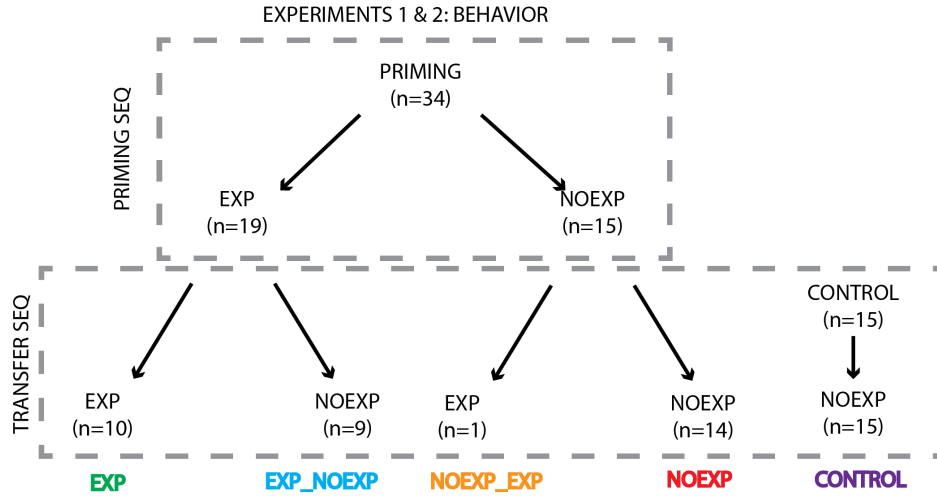 EXPERIMENTS 1 & 2: BEHAVIOR
PRIMING SEQ
PRIMING
(n=34)
EXP
(n=19)
NOEXP
(n=15)
TRANSFER SEQ
CONTROL
(n=15)
EXP
(n=10)
NOEXP
(n=9)
EXP
(n=1)
NOEXP
(n=14)
NOEXP
(n=15)
EXP
EXP_NOEXP
NOEXP_EXP
NOEXP
CONTROL